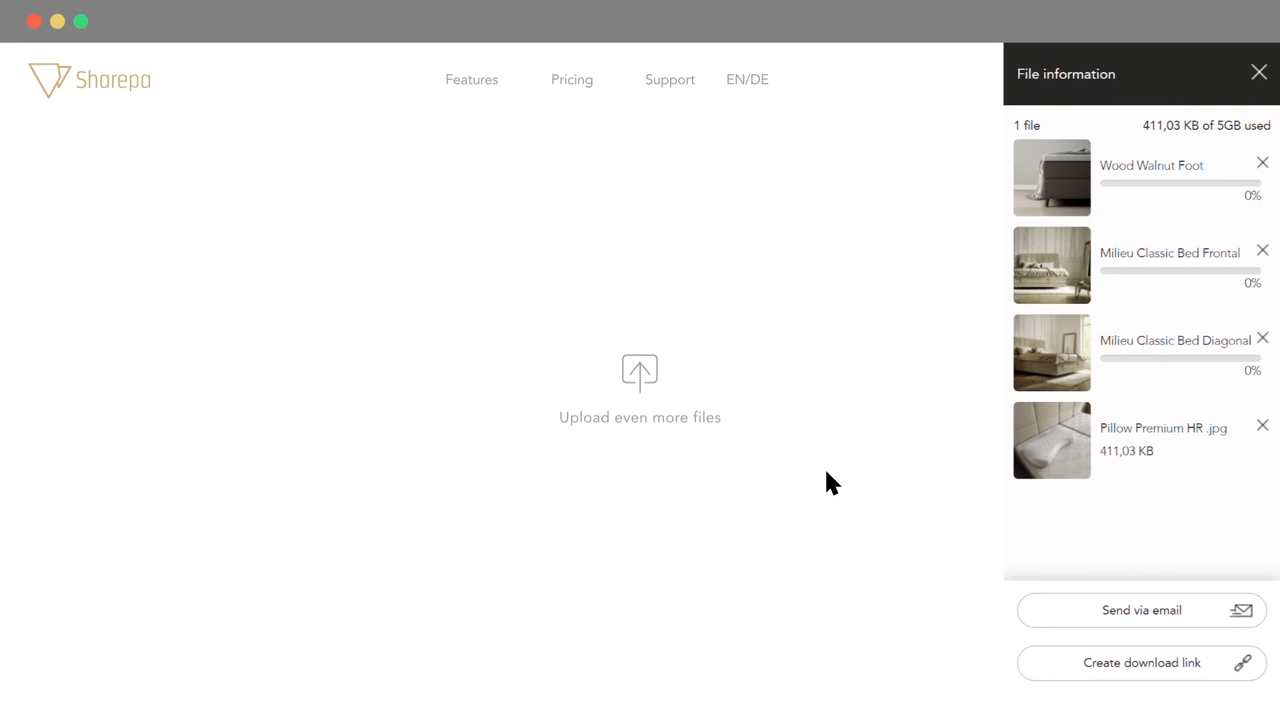 Sharepa
Features
Pricing
Support
EN/DE
File information
1 file
411,03 KB of 5GB used
Wood Walnut Foot
0%
Milieu Classic Bed Frontal
0%
Milieu Classic Bed Diagonal
0%
Pillow Premium HR .jpg
411,03 KB
Upload even more files
Send via email
Create download link